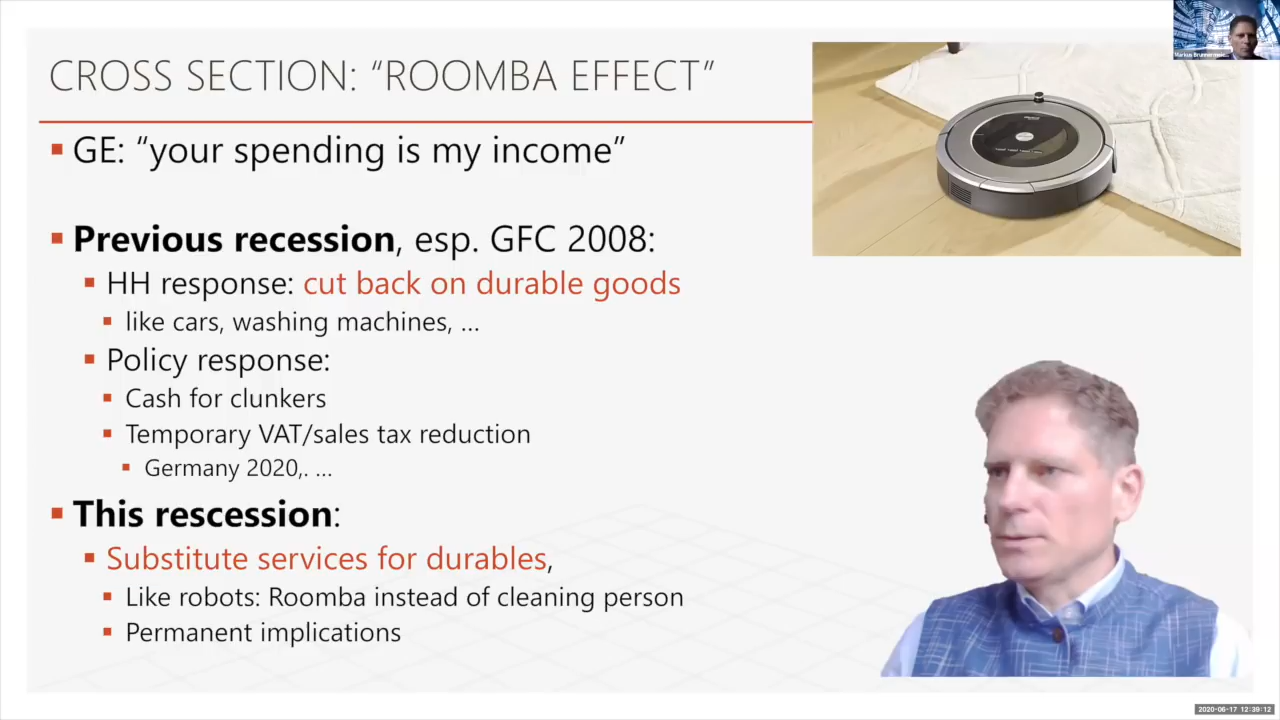 CROSS SECTION: “ROOMBA EFFECT”
▪ GE: “your spending is my income”
▪ Previous recession, esp. GFC 2008:
▪ HH response: cut back on durable goods
▪ like cars, washing machines, …
▪ Policy response:
▪ Cash for clunkers
▪ Temporary VAT/sales tax reduction
▪ Germany 2020,. …
▪ This rescession:
▪ Substitute services for durables,
▪ Like robots: Roomba instead of cleaning person
▪ Permanent implications
2020-06-17 12:39:12